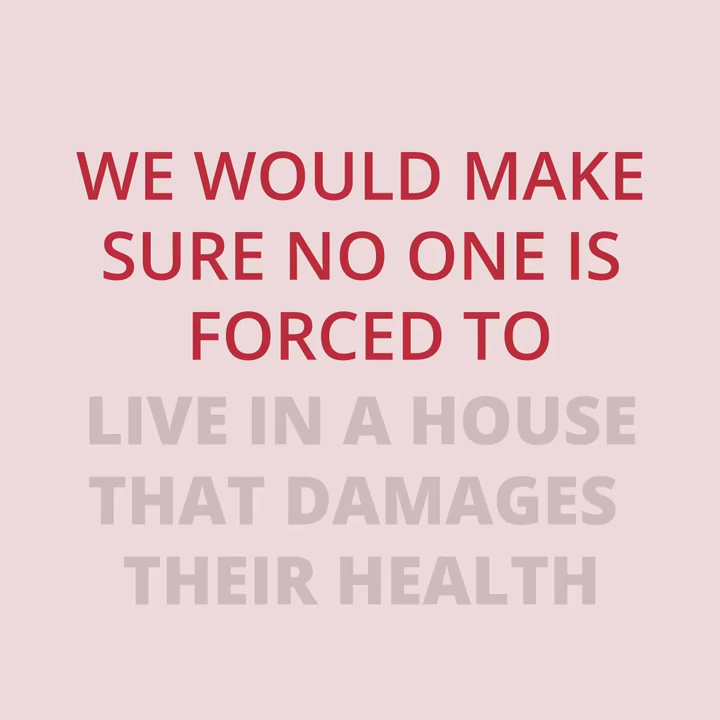 WE WOULD MAKE
SURE NO ONE IS
FORCED TO
LIVE IN A HOUSE
THAT DAMAGES
THEIR HEALTH